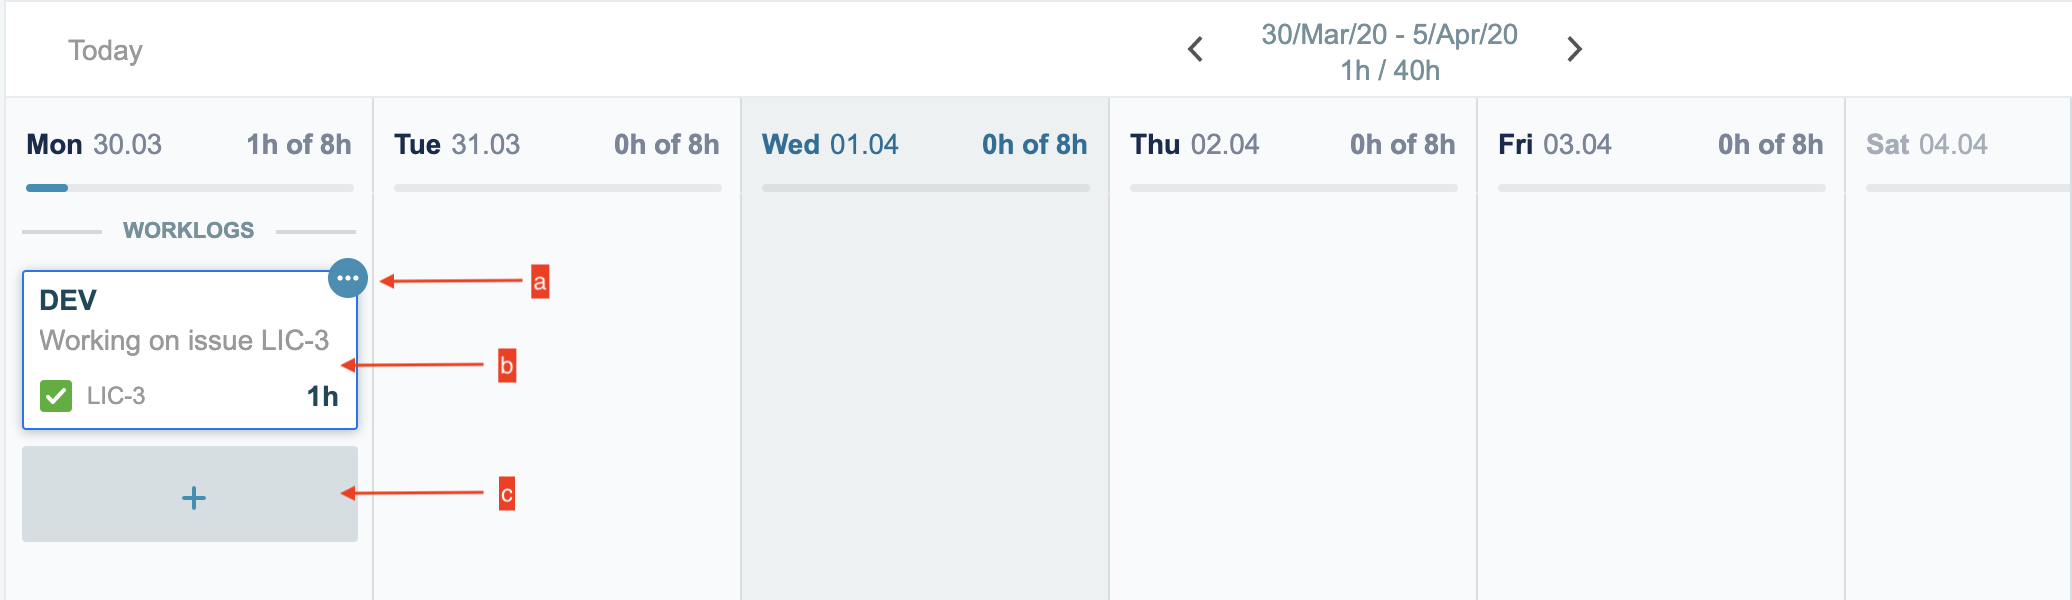 Today
30/Mar/20 - 5/Apr/20
1h / 40h
Mon 30.03 1h of 8h
Tue 31.03 0h of 8h
Wed 01.04 0h of 8h
Thu 02.04 0h of 8h
Fri 03.04 0h of 8h
Sat 04.04
WORKLOGS
a
DEV
Working on issue LIC-3
b
LIC-3 1h
c
+